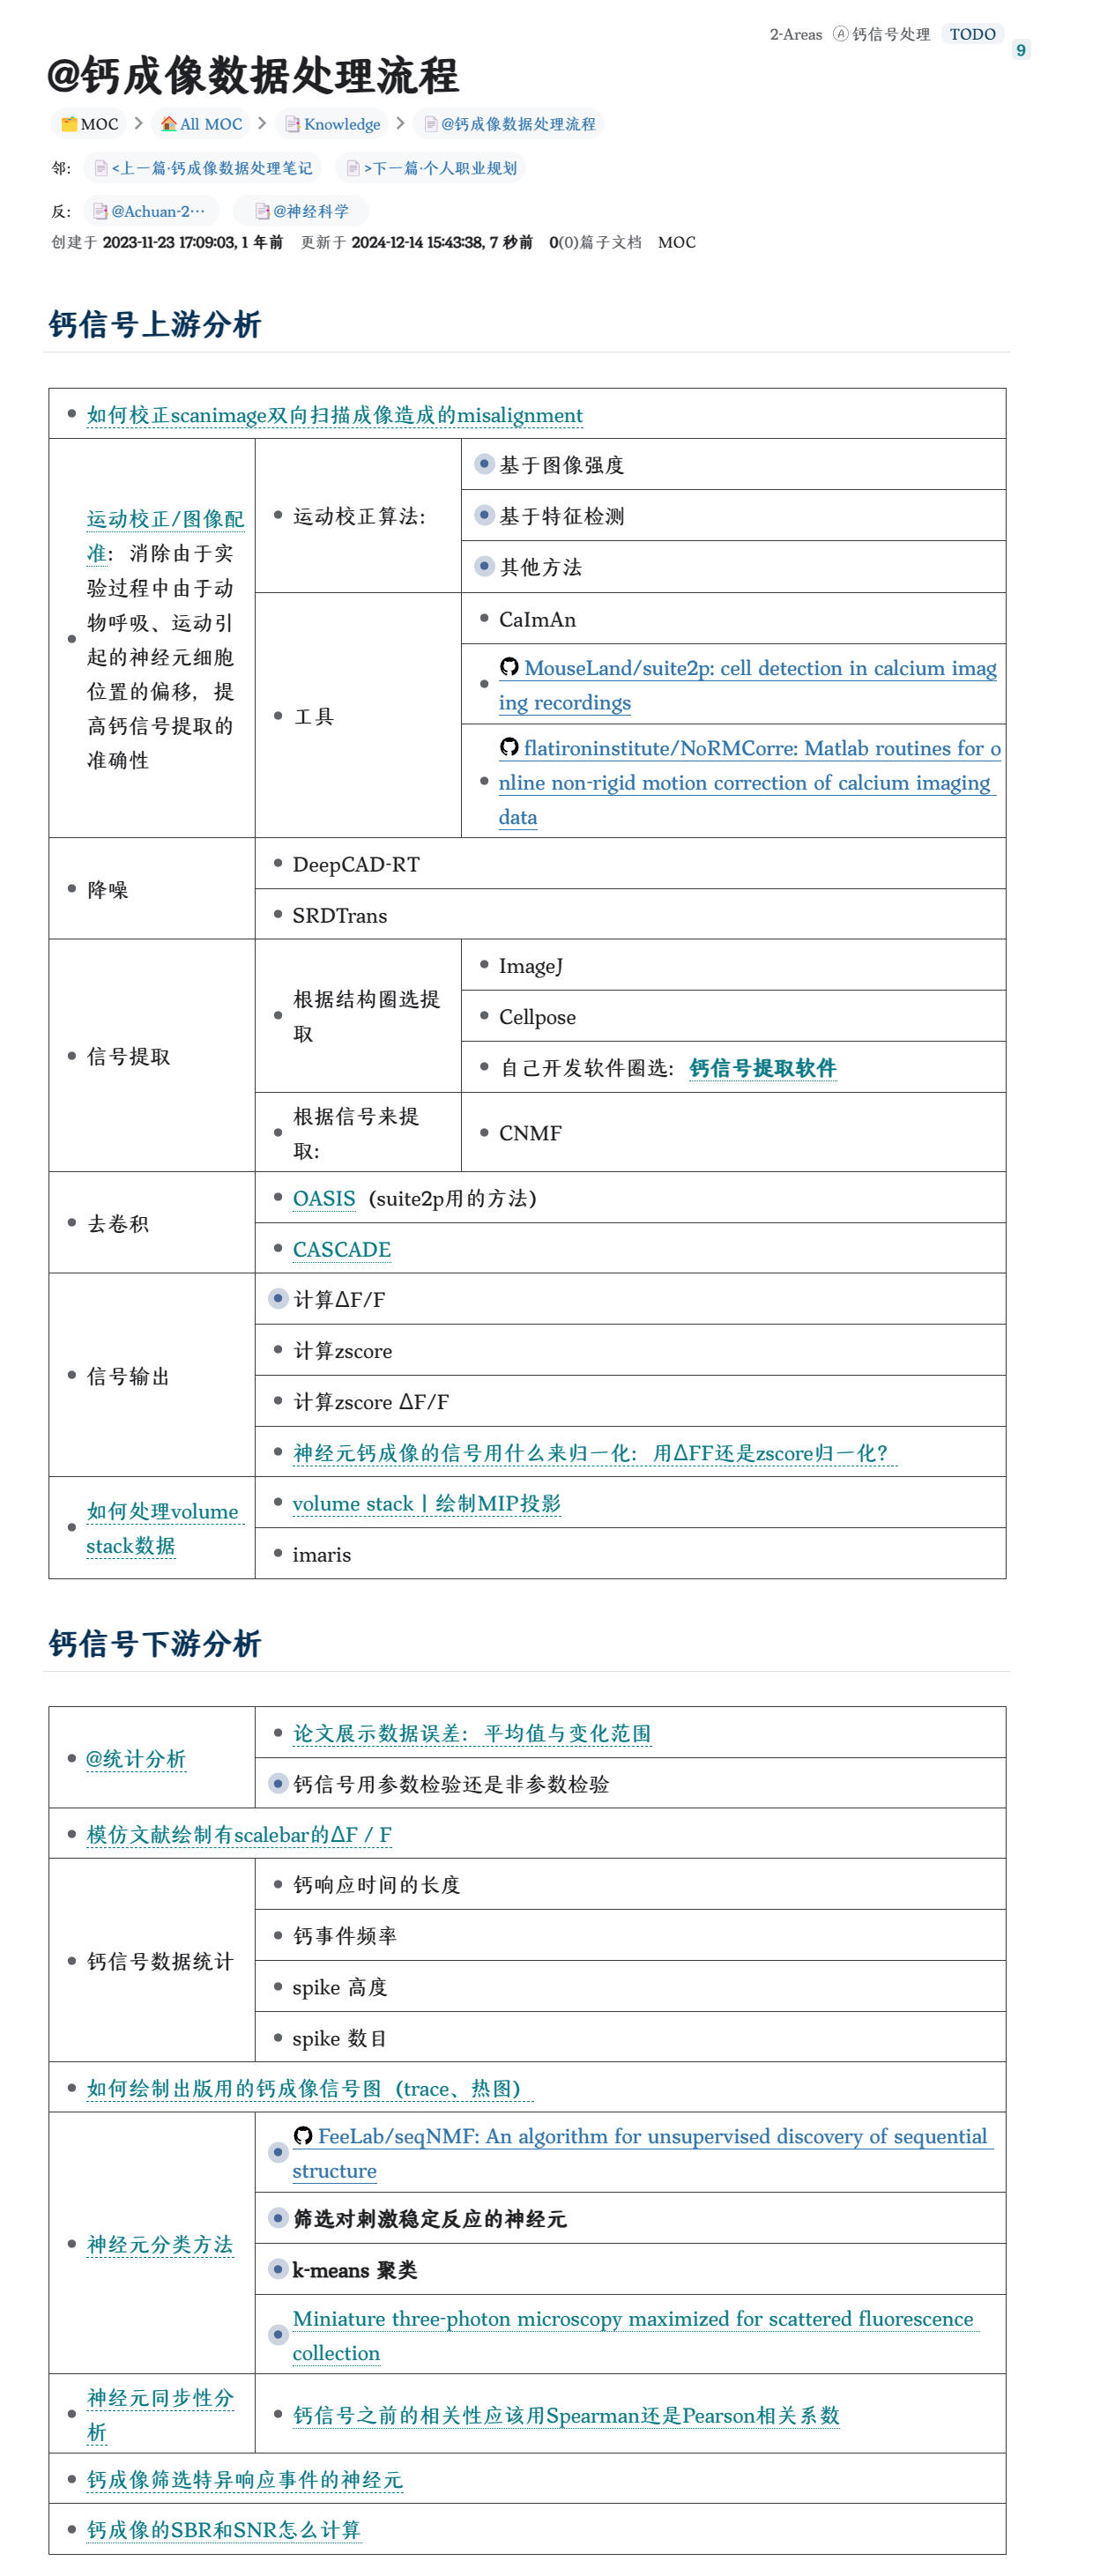 2-Areas Ⓐ钙信号处理 TODO
9
@钙成像数据处理流程
MOC > All MOC > Knowledge > @钙成像数据处理流程
邻: <上一篇·钙成像数据处理笔记 >下一篇·个人职业规划
反: @Achuan-2… @神经科学
创建于 2023-11-23 17:09:03, 1 年前 更新于 2024-12-14 15:43:38, 7 秒前 0(0)篇子文档 MOC
钙信号上游分析
如何校正scanimage双向扫描成像造成的misalignment
运动校正/图像配
准：消除由于实
验过程中由于动
物呼吸、运动引
起的神经元细胞
位置的偏移，提
高钙信号提取的
准确性
运动校正算法：
基于图像强度
基于特征检测
其他方法
工具
CaImAn
MouseLand/suite2p: cell detection in calcium imag
ing recordings
flatironinstitute/NoRMCorre: Matlab routines for o
nline non-rigid motion correction of calcium imaging
data
降噪
DeepCAD-RT
SRDTrans
信号提取
根据结构圈选提
取
ImageJ
Cellpose
自己开发软件圈选：钙信号提取软件
根据信号来提
取：
CNMF
去卷积
OASIS（suite2p用的方法）
CASCADE
信号输出
计算ΔF/F
计算zscore
计算zscore ΔF/F
神经元钙成像的信号用什么来归一化：用ΔFF还是zscore归一化？
如何处理volume
stack数据
volume stack丨绘制MIP投影
imaris
钙信号下游分析
@统计分析
论文展示数据误差：平均值与变化范围
钙信号用参数检验还是非参数检验
模仿文献绘制有scalebar的ΔF / F
钙信号数据统计
钙响应时间的长度
钙事件频率
spike 高度
spike 数目
如何绘制出版用的钙成像信号图（trace、热图）
神经元分类方法
FeeLab/seqNMF: An algorithm for unsupervised discovery of sequential
structure
筛选对刺激稳定反应的神经元
k-means 聚类
Miniature three-photon microscopy maximized for scattered fluorescence
collection
神经元同步性分
析
钙信号之前的相关性应该用Spearman还是Pearson相关系数
钙成像筛选特异响应事件的神经元
钙成像的SBR和SNR怎么计算